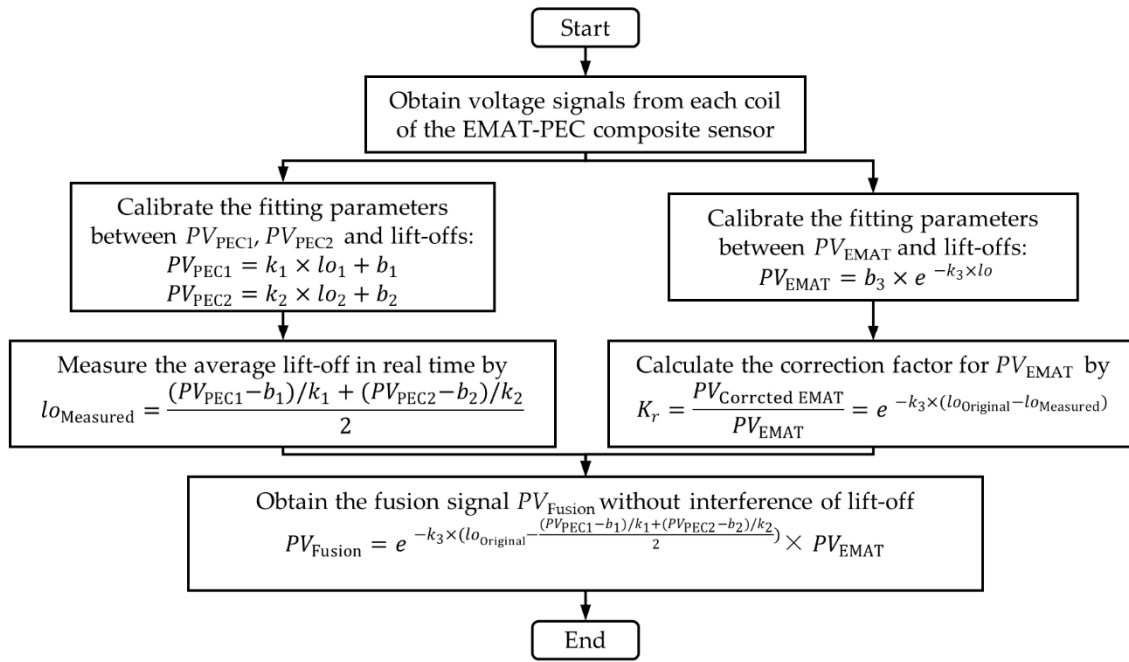 Start
Obtain voltage signals from each coil
of the EMAT-PEC composite sensor
Calibrate the fitting parameters
between PV_PEC1, PV_PEC2 and lift-offs:
PV_PEC1 = k_1 × lo_1 + b_1
PV_PEC2 = k_2 × lo_2 + b_2
Calibrate the fitting parameters
between PV_EMAT and lift-offs:
PV_EMAT = b_3 × e^{-k_3×lo}
Measure the average lift-off in real time by
lo_Measured = \frac{(PV_PEC1−b_1)/k_1 + (PV_PEC2−b_2)/k_2}{2}
Calculate the correction factor for PV_EMAT by
K_r = \frac{PV_{Corrcted EMAT}}{PV_EMAT} = e^{-k_3×(lo_Original−lo_Measured)}
Obtain the fusion signal PV_Fusion without interference of lift-off
PV_Fusion = e^{-k_3×(lo_Original−\frac{(PV_PEC1−b_1)/k_1+(PV_PEC2−b_2)/k_2}{2})} × PV_EMAT
End